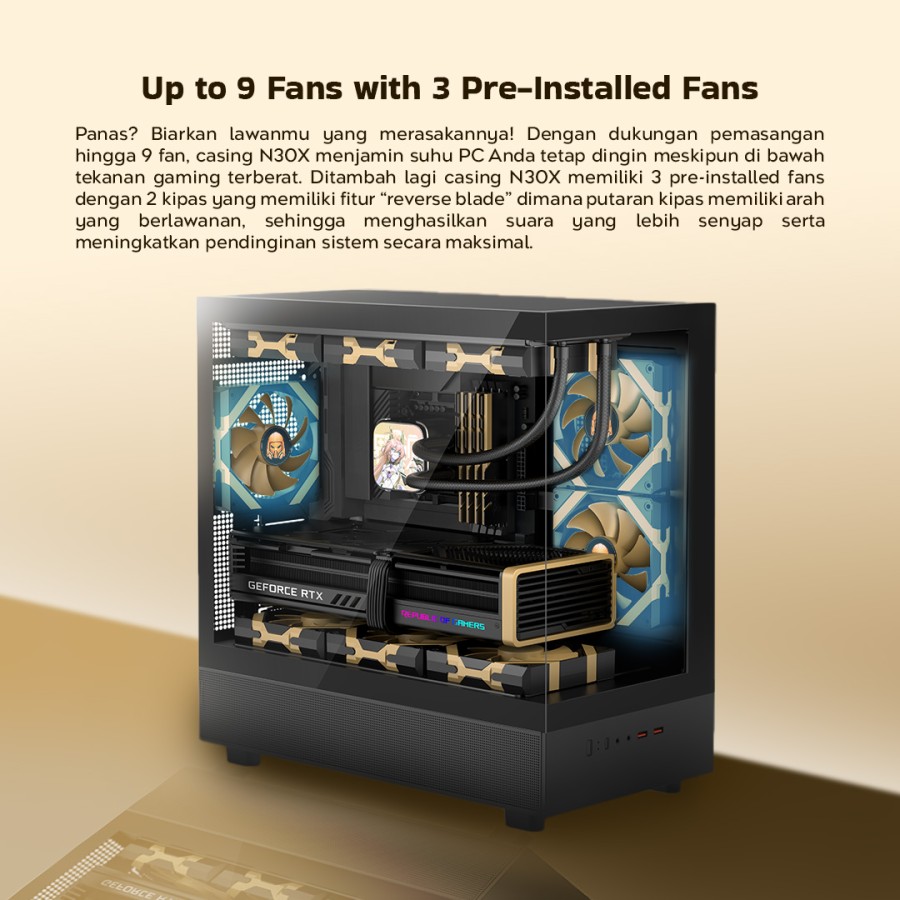 Up to 9 Fans with 3 Pre-Installed Fans
Panas? Biarkan lawanmu yang merasakannya! Dengan dukungan pemasangan
hingga 9 fan, casing N30X menjamin suhu PC Anda tetap dingin meskipun di bawah
tekanan gaming terberat. Ditambah lagi casing N30X memiliki 3 pre-installed fans
dengan 2 kipas yang memiliki fitur “reverse blade” dimana putaran kipas memiliki arah
yang berlawanan, sehingga menghasilkan suara yang lebih senyap serta
meningkatkan pendinginan sistem secara maksimal.
GEFORCE RTX
REPUBLIC OF GAMERS